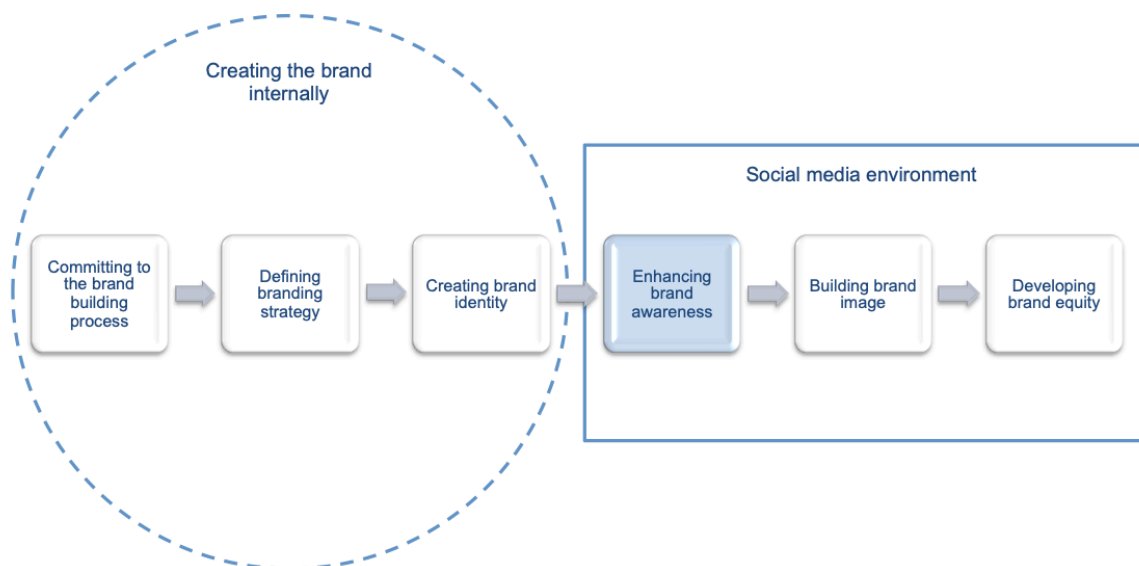 Creating the brand
internally
Social media environment
Committing to
the brand
building
process
Defining
branding
strategy
Creating brand
identity
Enhancing
brand
awareness
Building brand
image
Developing
brand equity